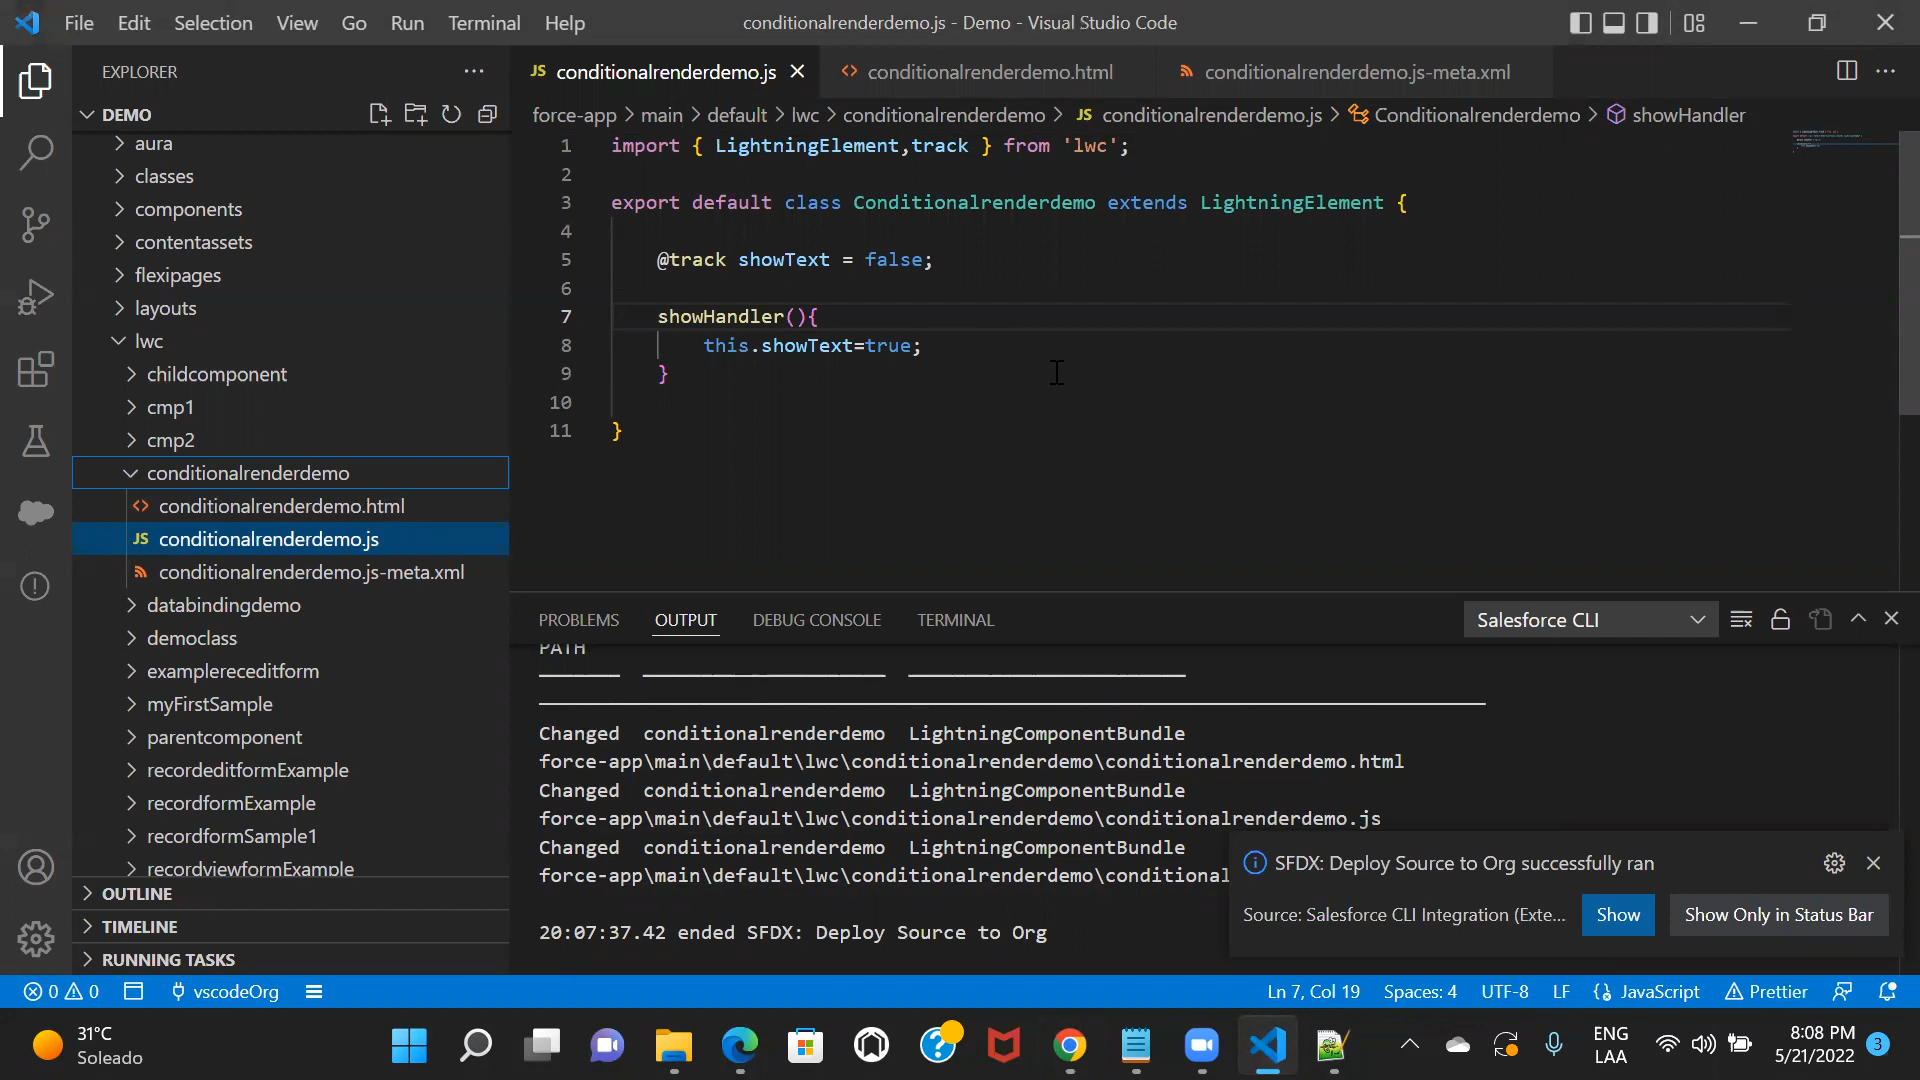 File Edit Selection View Go Run Terminal Help
conditionalrenderdemo.js - Demo - Visual Studio Code
EXPLORER
DEMO
aura
classes
components
contentassets
flexipages
layouts
lwc
childcomponent
cmp1
cmp2
conditionalrenderdemo
conditionalrenderdemo.html
JS conditionalrenderdemo.js
conditionalrenderdemo.js-meta.xml
databindingdemo
democlass
examplereceditform
myFirstSample
parentcomponent
recordeditformExample
recordformExample
recordformSample1
recordviewformExample
OUTLINE
TIMELINE
RUNNING TASKS
JS conditionalrenderdemo.js
conditionalrenderdemo.html
conditionalrenderdemo.js-meta.xml
force-app > main > default > lwc > conditionalrenderdemo > JS conditionalrenderdemo.js > Conditionalrenderdemo > showHandler
1 import { LightningElement,track } from 'lwc';
2
3 export default class Conditionalrenderdemo extends LightningElement {
4
5 @track showText = false;
6
7 showHandler(){
8 this.showText=true;
9 }
10
11 }
PROBLEMS OUTPUT DEBUG CONSOLE TERMINAL
Salesforce CLI
PATH
Changed conditionalrenderdemo LightningComponentBundle
force-app\main\default\lwc\conditionalrenderdemo\conditionalrenderdemo.html
Changed conditionalrenderdemo LightningComponentBundle
force-app\main\default\lwc\conditionalrenderdemo\conditionalrenderdemo.js
Changed conditionalrenderdemo LightningComponentBundle
force-app\main\default\lwc\conditionalrenderdemo\conditional
20:07:37.42 ended SFDX: Deploy Source to Org
SFDX: Deploy Source to Org successfully ran
Source: Salesforce CLI Integration (Exte...
Show
Show Only in Status Bar
0 0 vscodeOrg
Ln 7, Col 19 Spaces: 4 UTF-8 LF {} JavaScript Prettier
31°C
Soleado
ENG
LAA
8:08 PM
5/21/2022
3